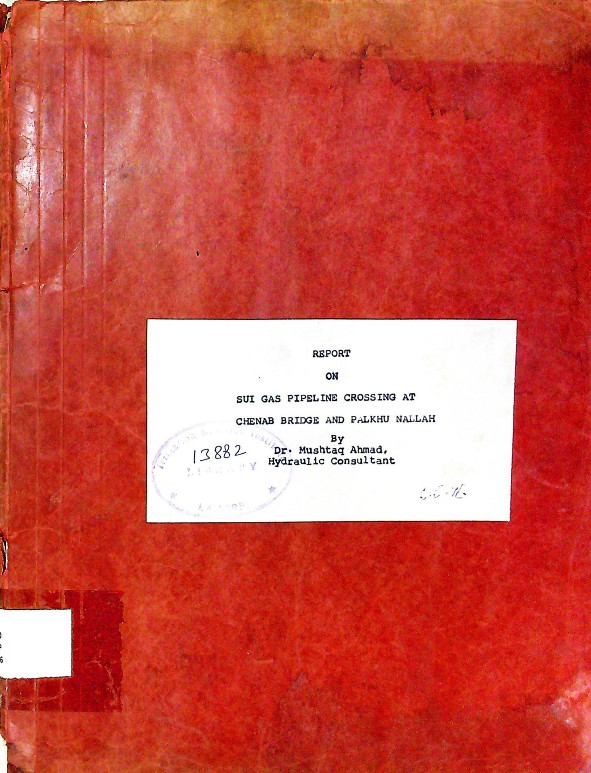 REPORT
ON
SUI GAS PIPELINE CROSSING AT
CHENAB BRIDGE AND PALKHU NALLAH
By
Dr. Mushtaq Ahmad,
Hydraulic Consultant
13882
LIBRARY